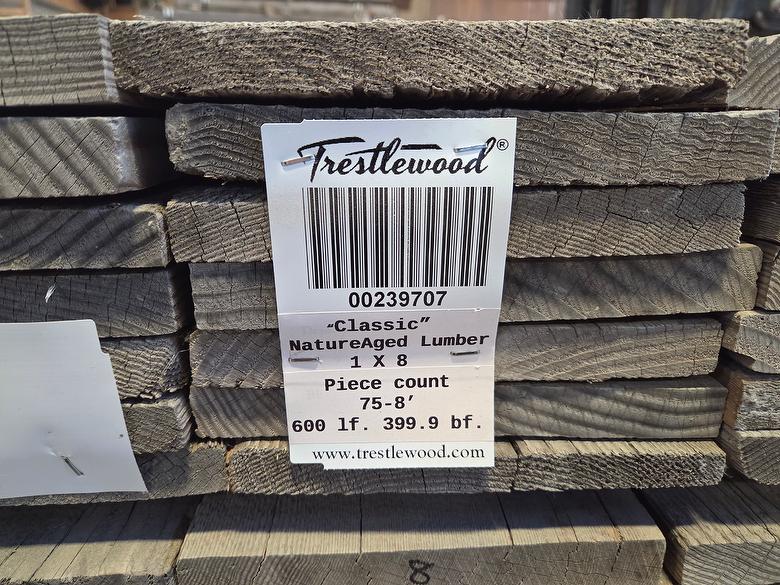 Trestlewood®
00239707
“Classic”
NatureAged Lumber
1 X 8
Piece count
75-8’
600 lf. 399.9 bf.
www.trestlewood.com
8